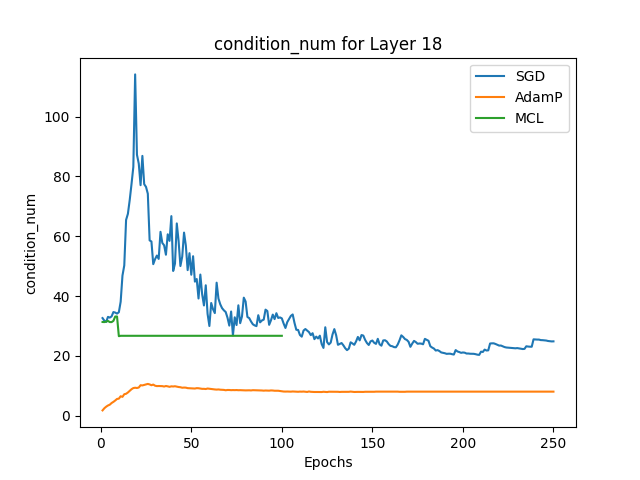 condition_num for Layer 18
SGD
AdamP
MCL
condition_num
100
80
60
40
20
0
0 50 100 150 200 250
Epochs